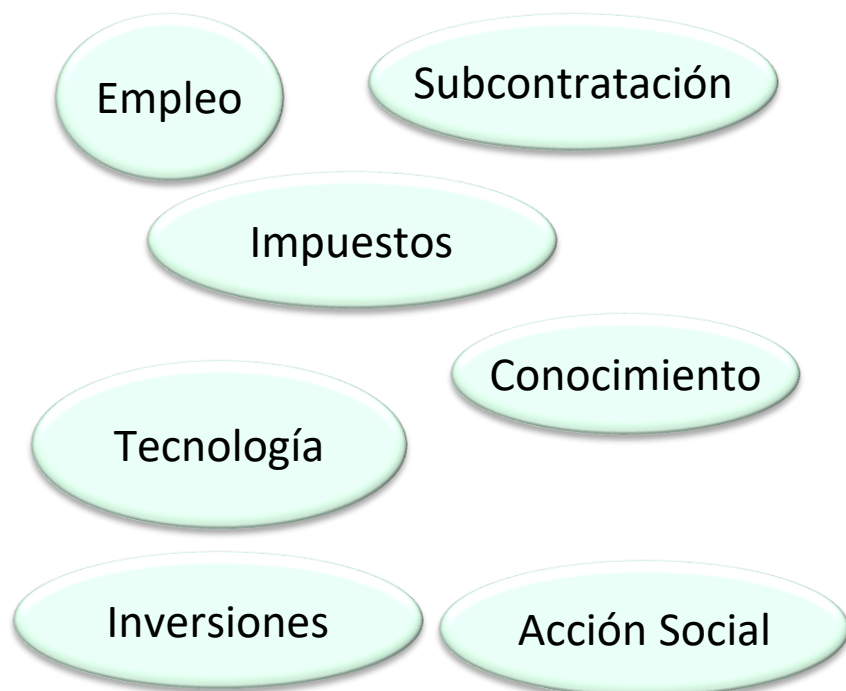 Empleo
Subcontratación
Impuestos
Conocimiento
Tecnología
Inversiones
Acción Social